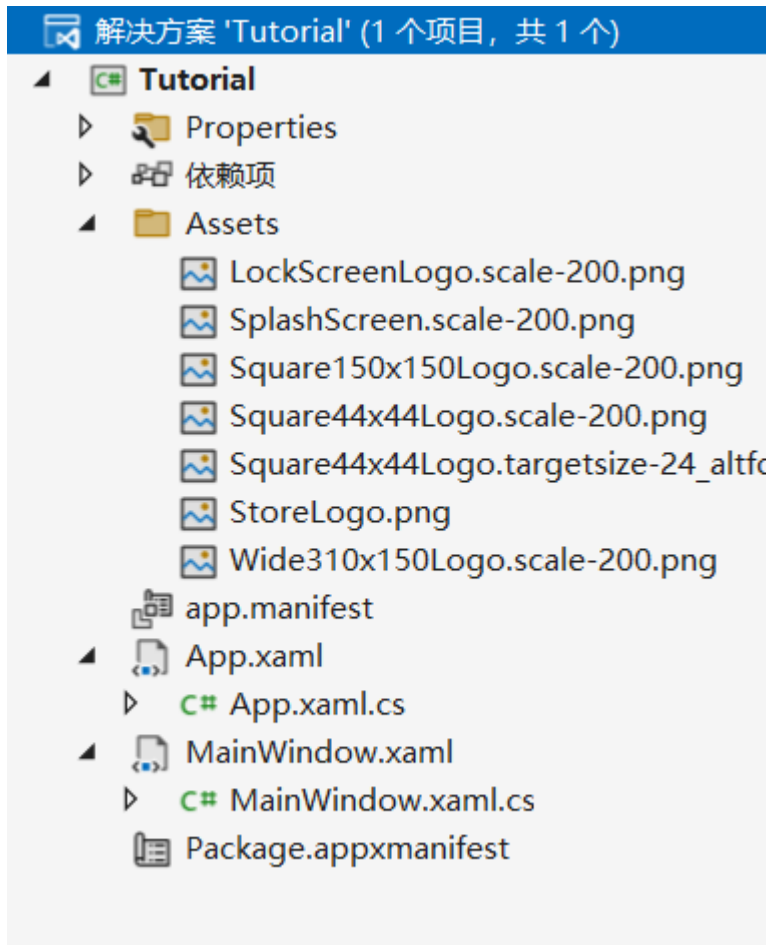 解决方案 'Tutorial' (1 个项目，共 1 个)
C# Tutorial
Properties
依赖项
Assets
LockScreenLogo.scale-200.png
SplashScreen.scale-200.png
Square150x150Logo.scale-200.png
Square44x44Logo.scale-200.png
Square44x44Logo.targetsize-24_altfo
StoreLogo.png
Wide310x150Logo.scale-200.png
app.manifest
App.xaml
C# App.xaml.cs
MainWindow.xaml
C# MainWindow.xaml.cs
Package.appxmanifest